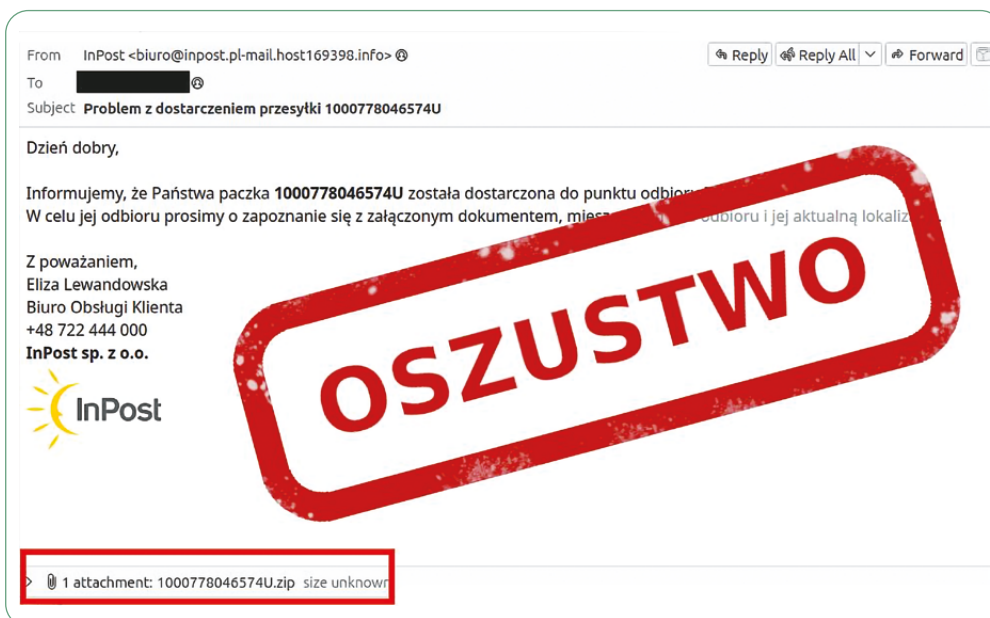 From InPost <biuro@inpost.pl-mail.host169398.info>
Reply Reply All Forward
To
Subject Problem z dostarczeniem przesyłki 1000778046574U
Dzień dobry,
Informujemy, że Państwa paczka 1000778046574U została dostarczona do punktu odbioru
W celu jej odbioru prosimy o zapoznanie się z załączonym dokumentem, odbioru i jej aktualną
Z poważaniem,
Eliza Lewandowska
Biuro Obsługi Klienta
+48 722 444 000
InPost sp. z o.o.
InPost
OSZUSTWO
1 attachment: 1000778046574U.zip size unknown